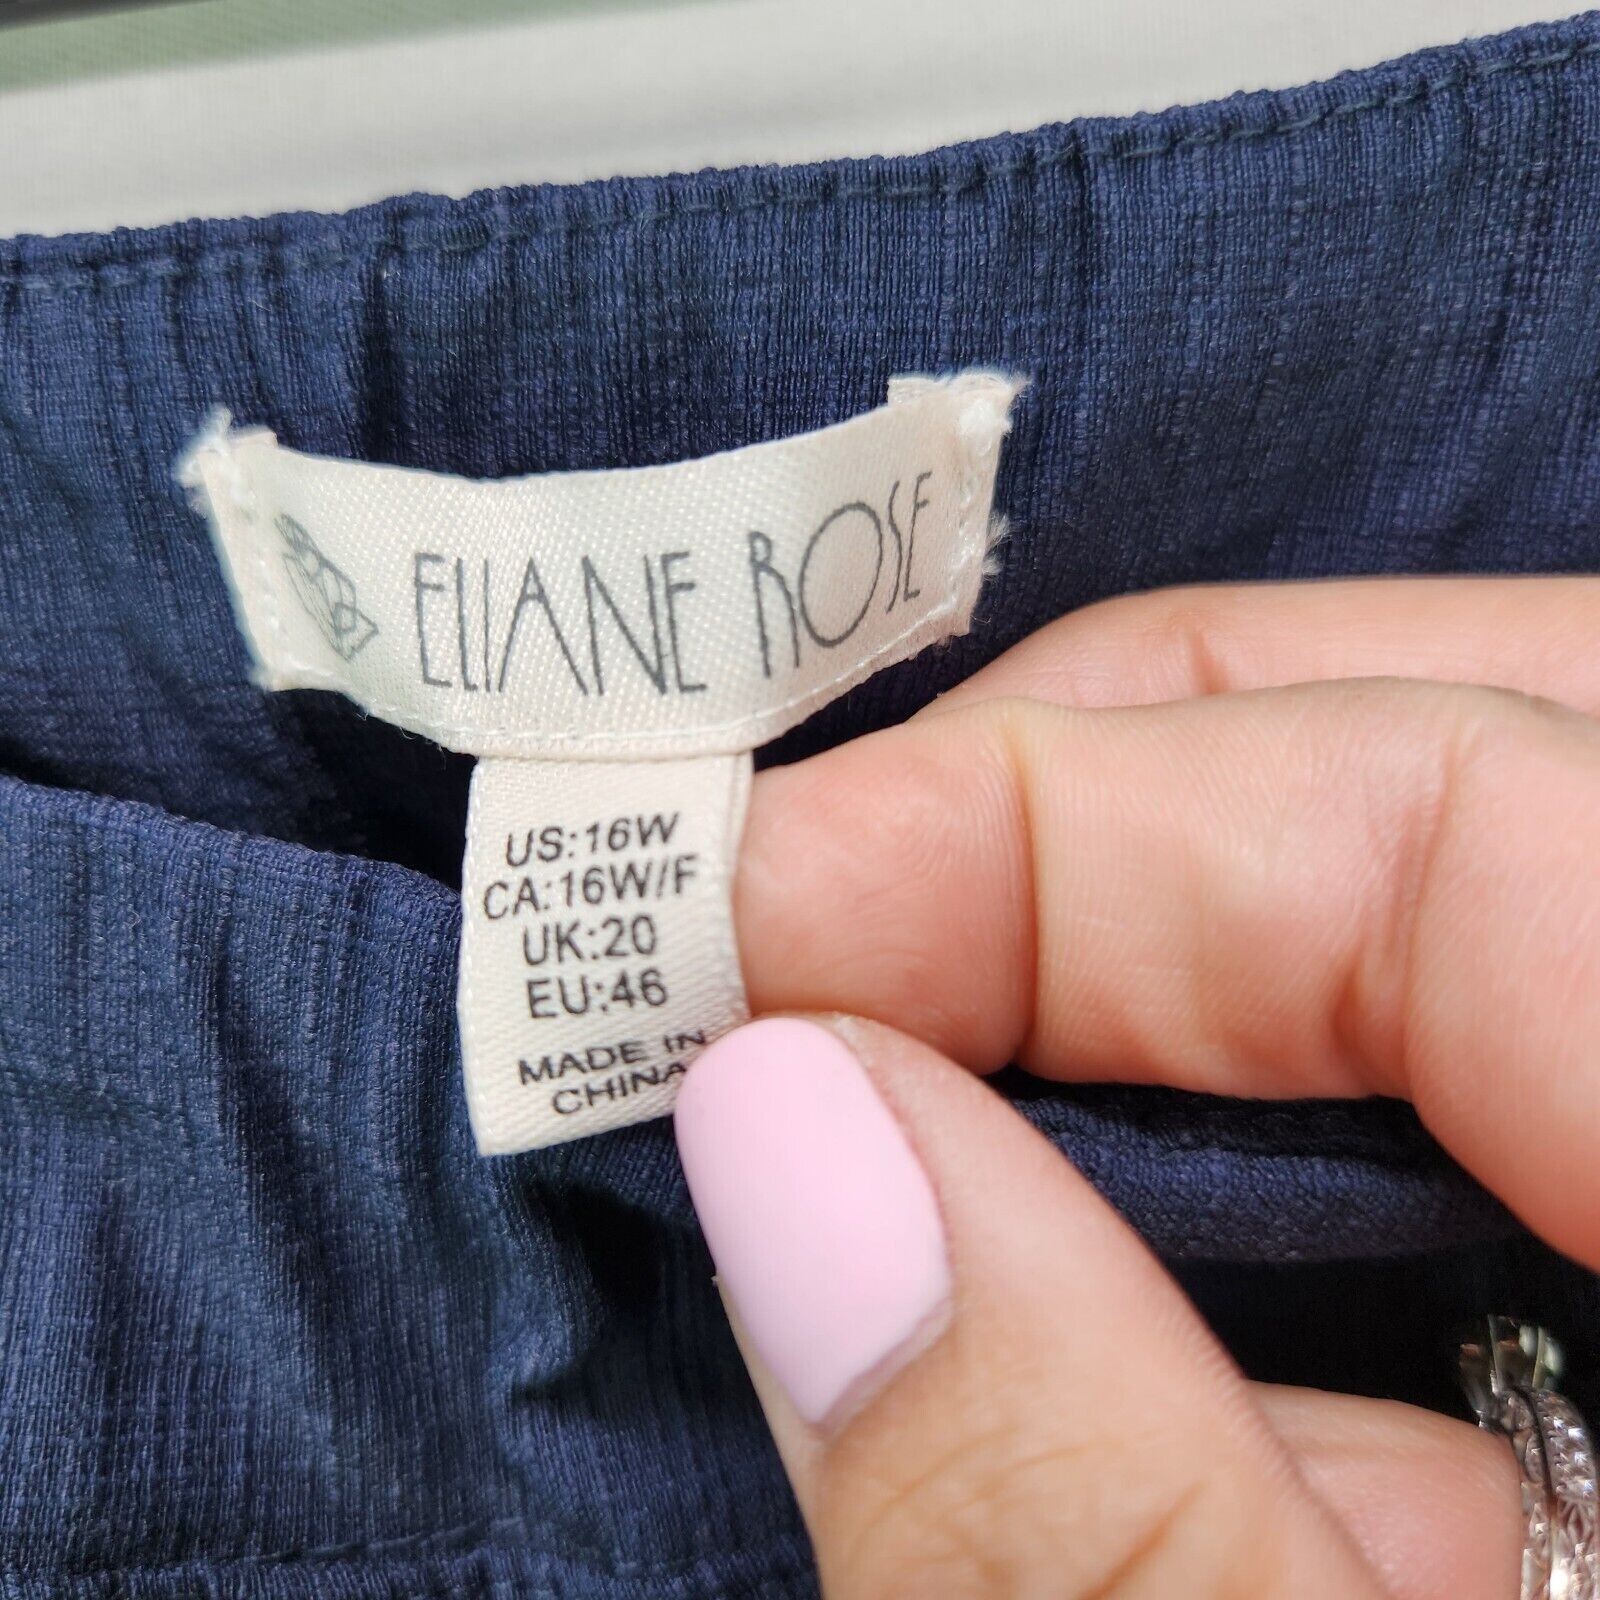 ELIANE ROSE
US:16W
CA:16W/F
UK:20
EU:46
MADE IN
CHINA